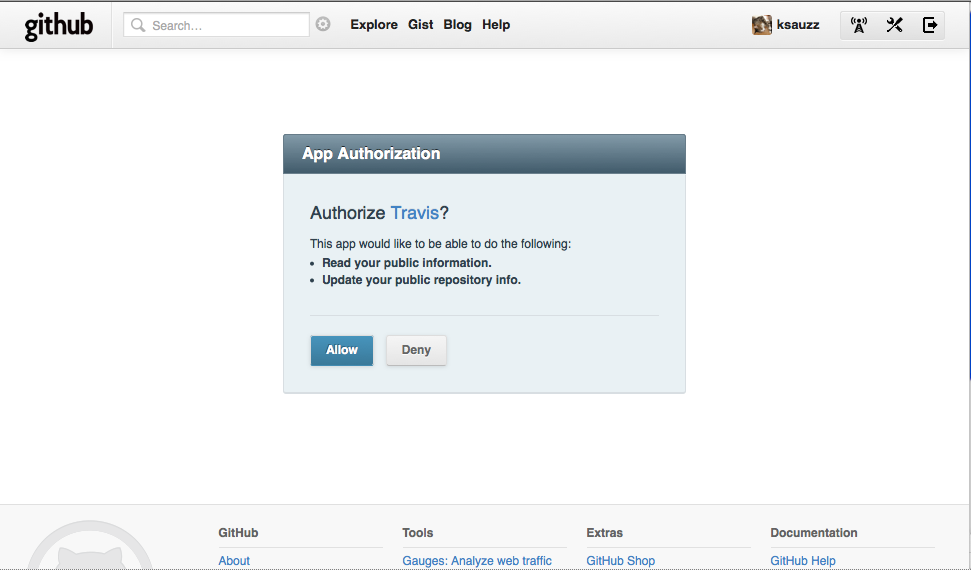 github Search... Explore Gist Blog Help ksauzz
App Authorization
Authorize Travis?
This app would like to be able to do the following:
• Read your public information.
• Update your public repository info.
Allow Deny
GitHub Tools Extras Documentation
About Gauges: Analyze web traffic GitHub Shop GitHub Help